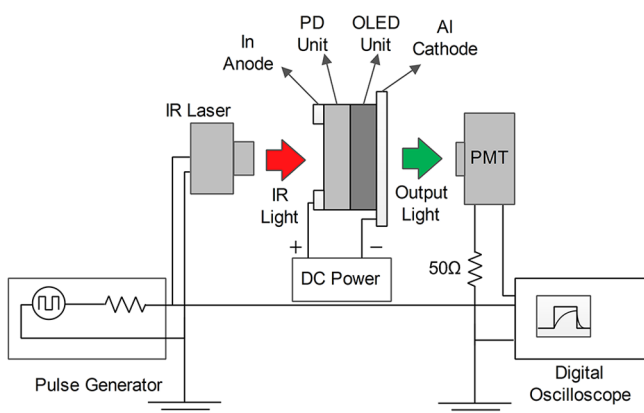 In
Anode
PD
Unit
OLED
Unit
Al
Cathode
IR Laser
IR
Light
Output
Light
PMT
+
−
DC Power
50Ω
Pulse Generator
Digital
Oscilloscope